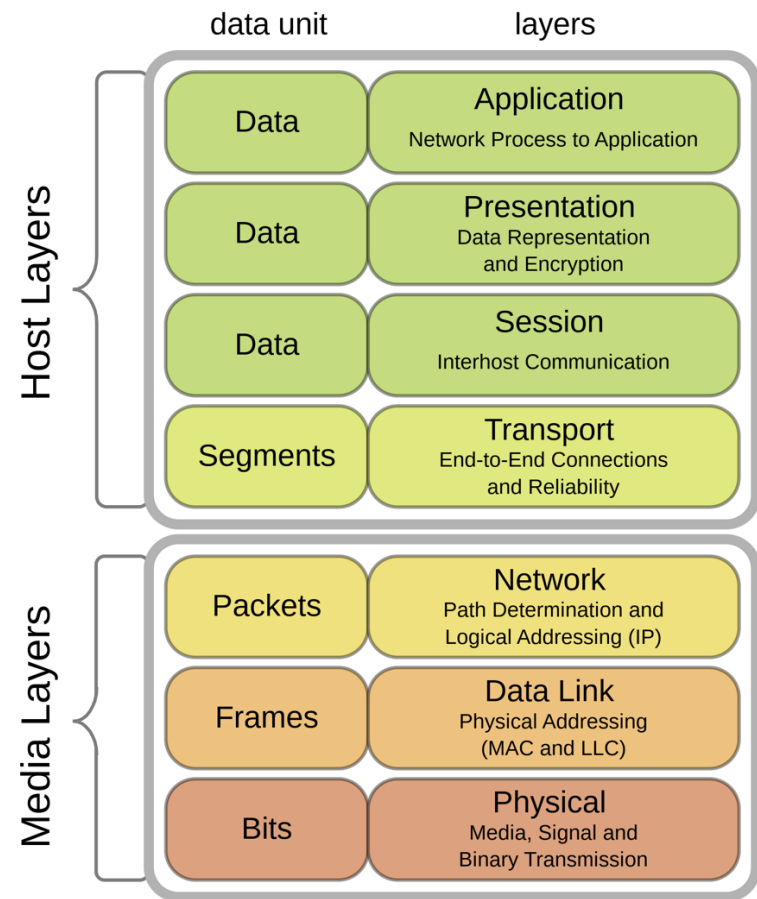 data unit
layers
Host Layers
Data
Application
Network Process to Application
Data
Presentation
Data Representation
and Encryption
Data
Session
Interhost Communication
Segments
Transport
End-to-End Connections
and Reliability
Media Layers
Packets
Network
Path Determination and
Logical Addressing (IP)
Frames
Data Link
Physical Addressing
(MAC and LLC)
Bits
Physical
Media, Signal and
Binary Transmission